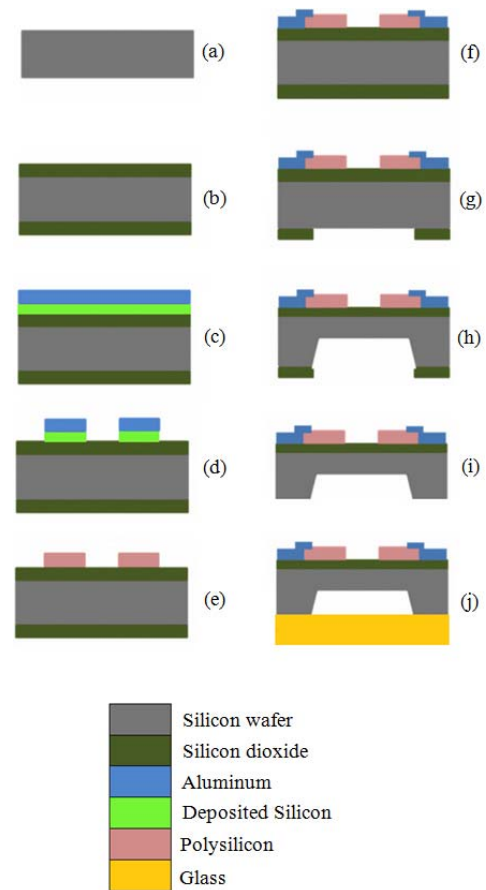 (a)
(b)
(c)
(d)
(e)
(f)
(g)
(h)
(i)
(j)
Silicon wafer
Silicon dioxide
Aluminum
Deposited Silicon
Polysilicon
Glass